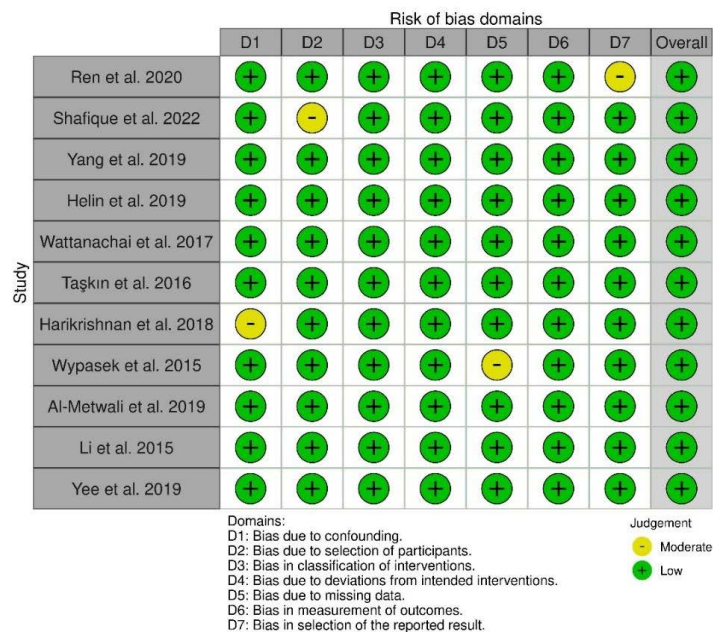 Risk of bias domains
D1 D2 D3 D4 D5 D6 D7 Overall
Study
Ren et al. 2020 + + + + + + - +
Shafique et al. 2022 + - + + + + + +
Yang et al. 2019 + + + + + + + +
Helin et al. 2019 + + + + + + + +
Wattanachai et al. 2017 + + + + + + + +
Taşkın et al. 2016 + + + + + + + +
Harikrishnan et al. 2018 - + + + + + + +
Wypasek et al. 2015 + + + + - + + +
Al-Metwali et al. 2019 + + + + + + + +
Li et al. 2015 + + + + + + + +
Yee et al. 2019 + + + + + + + +
Domains:
D1: Bias due to confounding.
D2: Bias due to selection of participants.
D3: Bias in classification of interventions.
D4: Bias due to deviations from intended interventions.
D5: Bias due to missing data.
D6: Bias in measurement of outcomes.
D7: Bias in selection of the reported result.
Judgement
- Moderate
+ Low